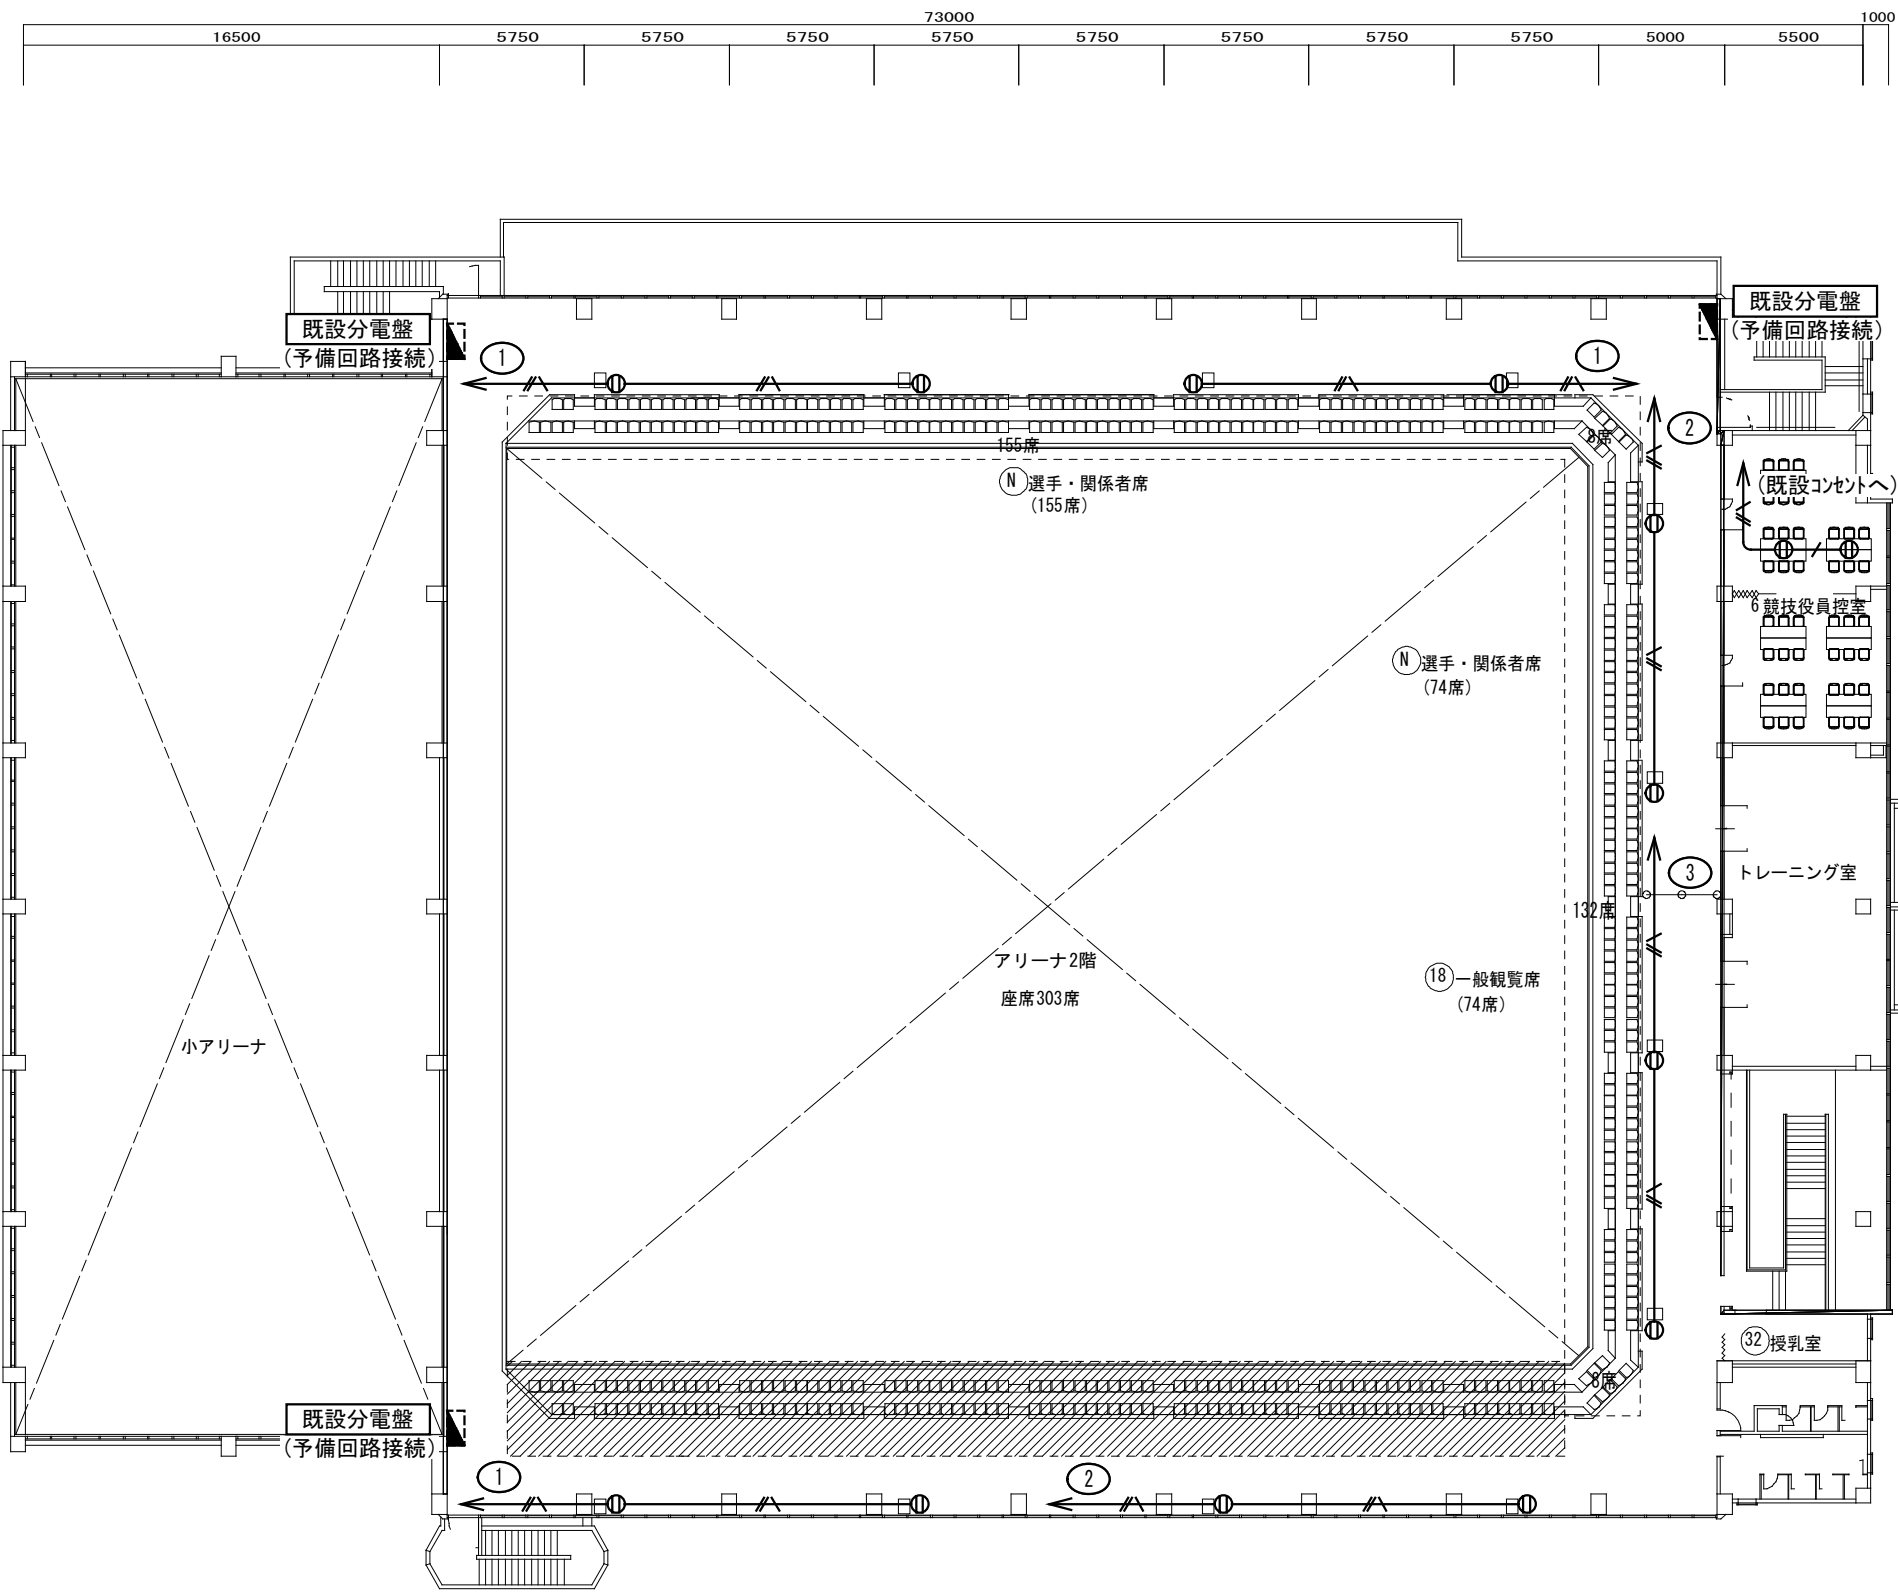 73000
1000
16500
5750
5750
5750
5750
5750
5750
5750
5750
5000
5500
既設分電盤
(予備回路接続)
既設分電盤
(予備回路接続)
1
1
2
8席
155席
N 選手・関係者席
(155席)
(既設コンセントへ)
6 競技役員控室
N 選手・関係者席
(74席)
3
トレーニング室
132席
アリーナ2階
座席303席
18 一般観覧席
(74席)
小アリーナ
32 授乳室
8席
既設分電盤
(予備回路接続)
1
2